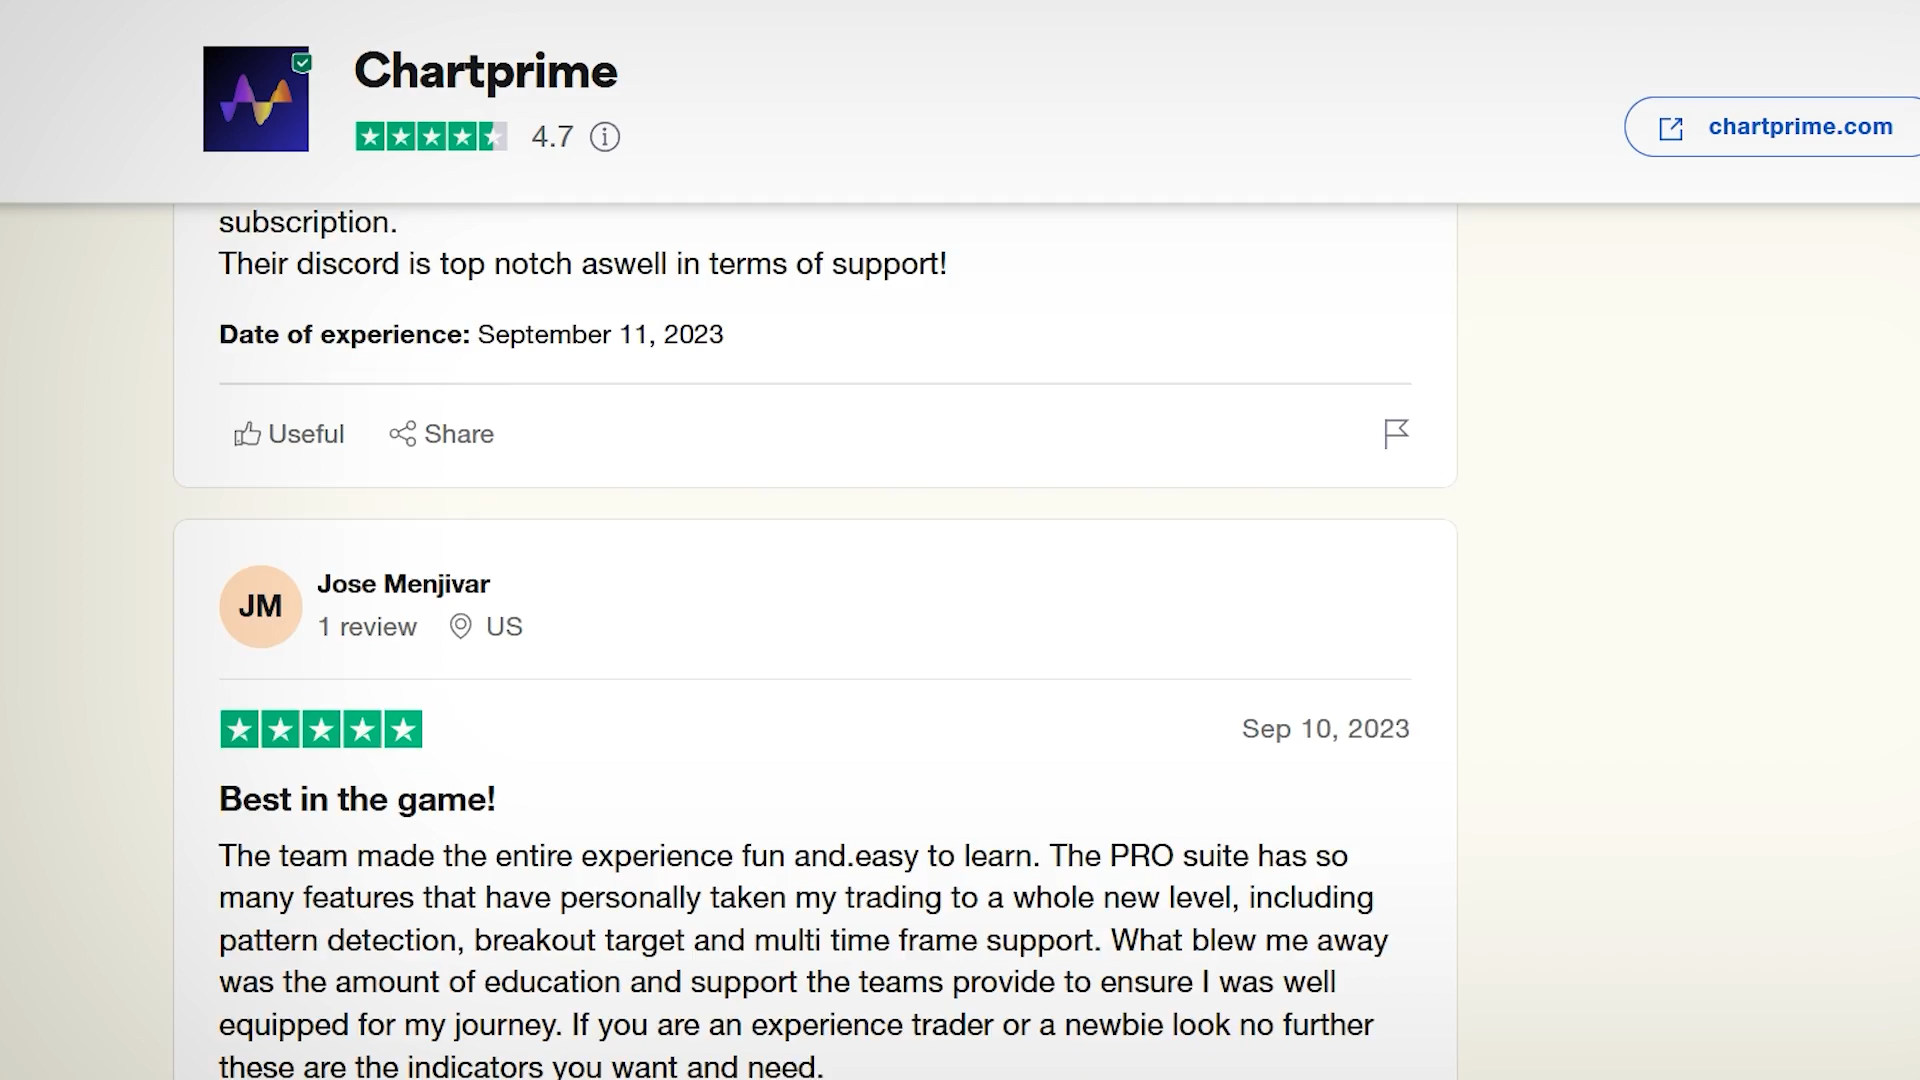 Chartprime
4.7
chartprime.com
subscription.
Their discord is top notch aswell in terms of support!
Date of experience: September 11, 2023
Useful Share
JM
Jose Menjivar
1 review US
Sep 10, 2023
Best in the game!
The team made the entire experience fun and.easy to learn. The PRO suite has so
many features that have personally taken my trading to a whole new level, including
pattern detection, breakout target and multi time frame support. What blew me away
was the amount of education and support the teams provide to ensure I was well
equipped for my journey. If you are an experience trader or a newbie look no further
these are the indicators you want and need.